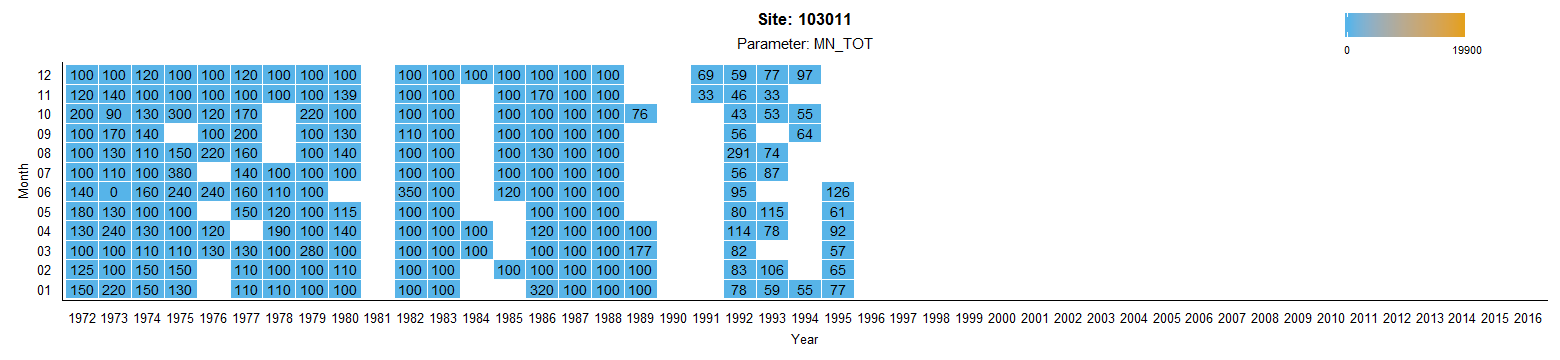 Site: 103011
Parameter: MN_TOT
0 19900
Month
12 100 100 120 100 100 120 100 100 100 100 100 100 100 100 100 100 69 59 77 97
11 120 140 100 100 100 100 100 100 139 100 100 100 170 100 100 33 46 33
10 200 90 130 300 120 170 220 100 100 100 100 100 100 100 76 43 53 55
09 100 170 140 100 200 100 130 110 100 100 100 100 100 56 64
08 100 130 110 150 220 160 100 140 100 100 100 130 100 100 291 74
07 100 110 100 380 140 100 100 100 100 100 100 100 100 100 56 87
06 140 0 160 240 240 160 110 100 350 100 120 100 100 100 95 126
05 180 130 100 100 150 120 100 115 100 100 100 100 100 80 115 61
04 130 240 130 100 120 190 100 140 100 100 100 120 100 100 100 114 78 92
03 100 100 110 110 130 130 100 280 100 100 100 100 100 100 100 177 82 57
02 125 100 150 150 110 100 100 110 100 100 100 100 100 100 100 83 106 65
01 150 220 150 130 110 110 100 100 100 100 320 100 100 100 78 59 55 77
1972 1973 1974 1975 1976 1977 1978 1979 1980 1981 1982 1983 1984 1985 1986 1987 1988 1989 1990 1991 1992 1993 1994 1995 1996 1997 1998 1999 2000 2001 2002 2003 2004 2005 2006 2007 2008 2009 2010 2011 2012 2013 2014 2015 2016
Year